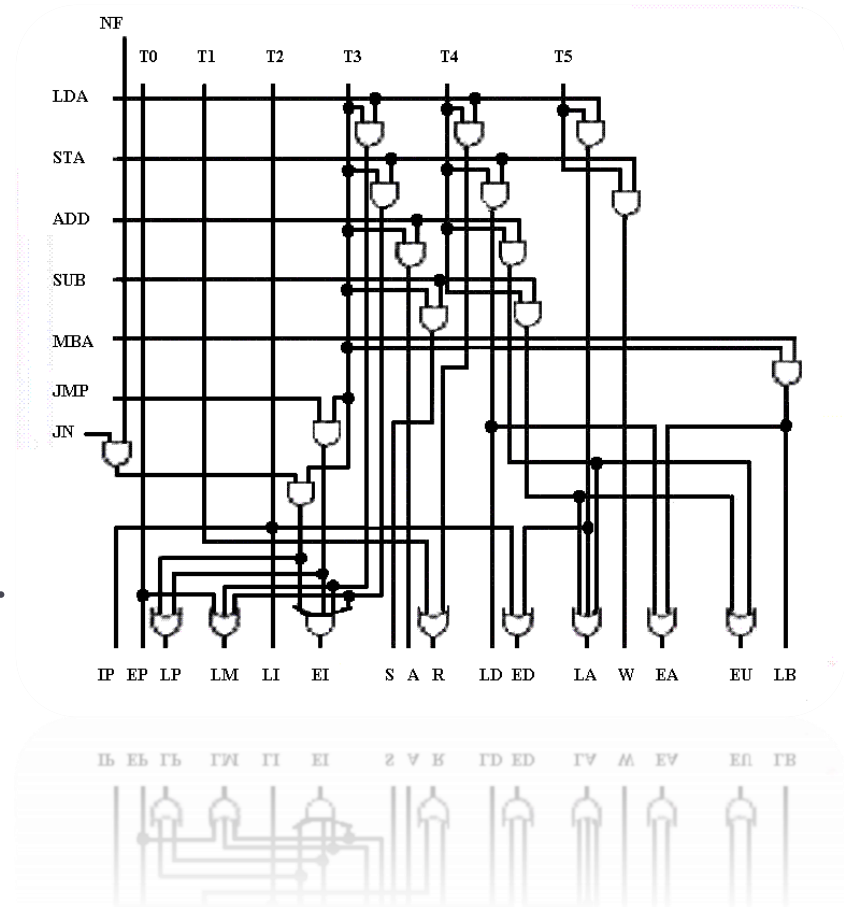 NF
T0 T1 T2 T3 T4 T5
LDA
STA
ADD
SUB
MBA
JMP
JN
IP EP LP LM LI EI S A R LD ED LA W EA EU LB